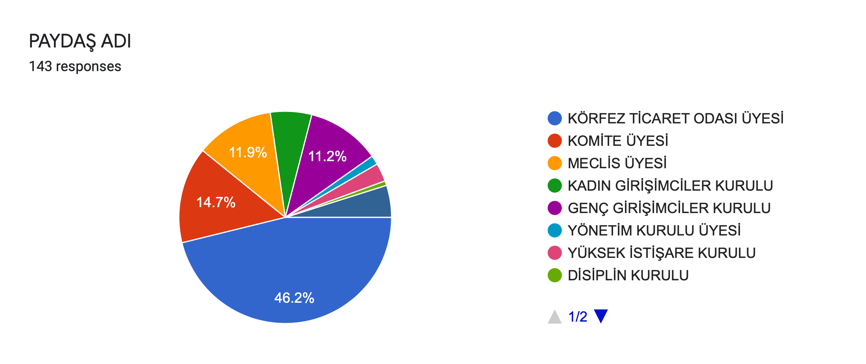 PAYDAŞ ADI
143 responses
11.9%
11.2%
14.7%
46.2%
KÖRFEZ TİCARET ODASI ÜYESİ
KOMİTE ÜYESİ
MECLİS ÜYESİ
KADIN GİRİŞİMCİLER KURULU
GENÇ GİRİŞİMCİLER KURULU
YÖNETİM KURULU ÜYESİ
YÜKSEK İSTİŞARE KURULU
DİSİPLİN KURULU
1/2